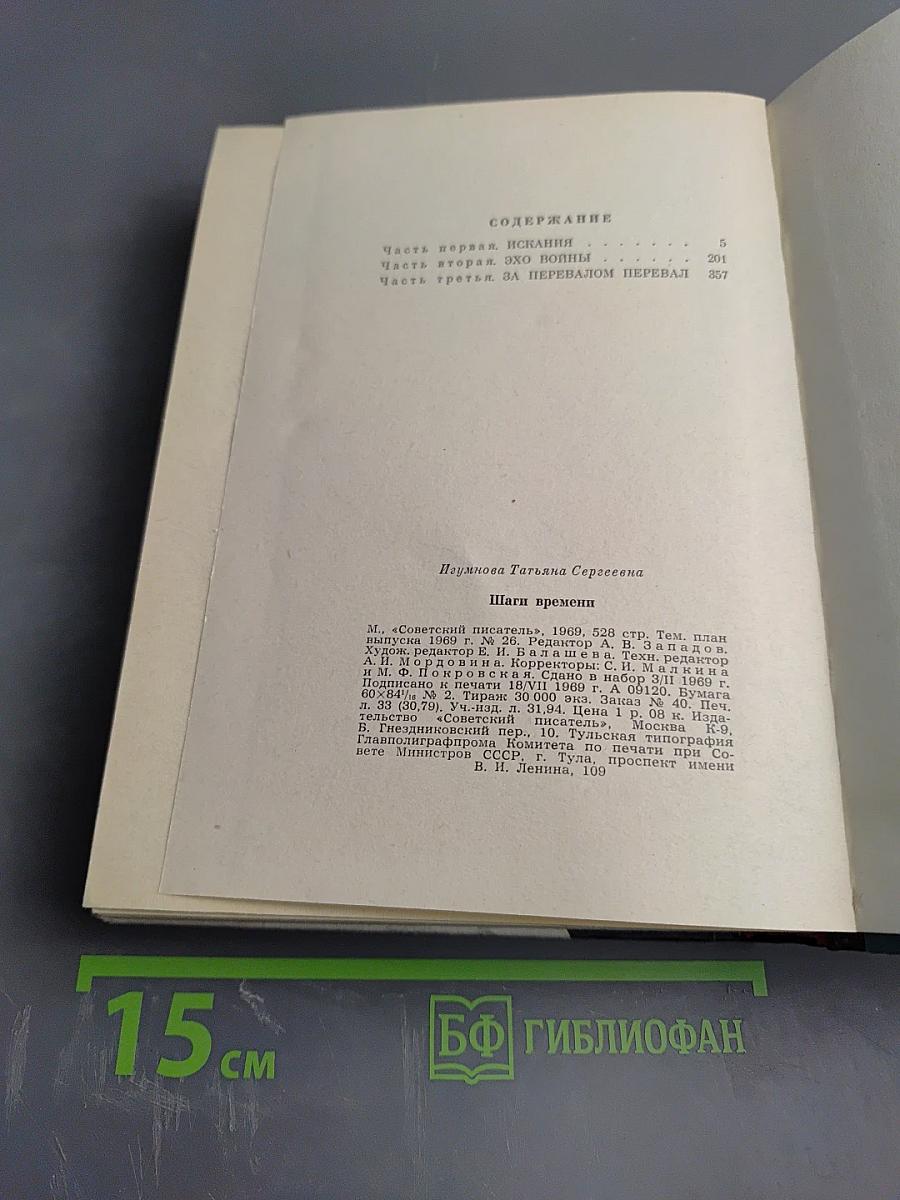 СОДЕРЖАНИЕ
Часть первая. ИСКАНИЯ . . . . . . . 5
Часть вторая. ЭХО ВОЙНЫ . . . . . . 201
Часть третья. ЗА ПЕРЕВАЛОМ ПЕРЕВАЛ 357
Игумнова Татьяна Сергеевна
Шаги времени
М., «Советский писатель», 1969, 528 стр. Тем. план
выпуска 1969 г. № 26. Редактор А. В. Западов.
Худож. редактор Е. И. Балашева. Техн. редактор
А. И. Мордовина. Корректоры: С. И. Малкина
и М. Ф. Покровская. Сдано в набор 3/II 1969 г.
Подписано к печати 18/VII 1969 г. А 09120. Бумага
60×84¹/₁₆ № 2. Тираж 30 000 экз. Заказ № 40. Печ.
л. 33 (30,79). Уч.-изд. л. 31,94. Цена 1 р. 08 к. Изда-
тельство «Советский писатель», Москва К-9,
Б. Гнездниковский пер., 10. Тульская типография
Главполиграфпрома Комитета по печати при Со-
вете Министров СССР, г. Тула, проспект имени
В. И. Ленина, 109
15 см
БФ ГИБЛИОФАН